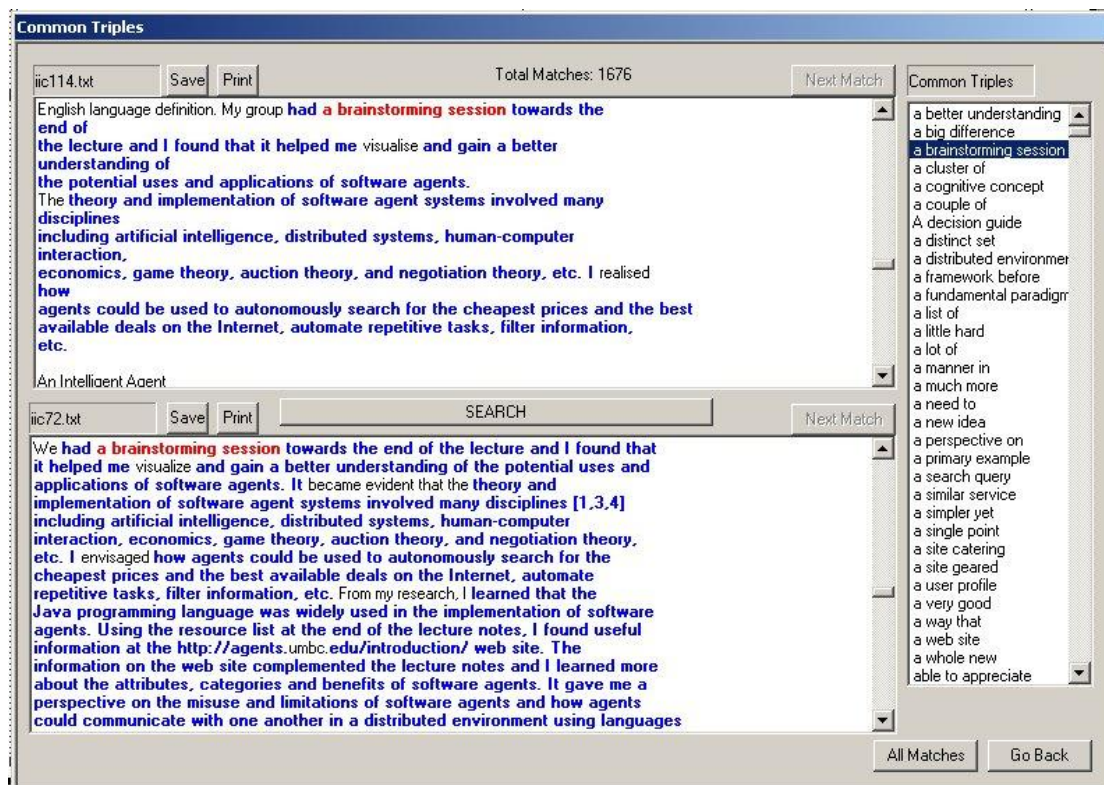 Common Triples
iic114.txt
Save
Print
Total Matches: 1676
Next Match
Common Triples
English language definition. My group had a brainstorming session towards the
end of
the lecture and I found that it helped me visualise and gain a better
understanding of
the potential uses and applications of software agents.
The theory and implementation of software agent systems involved many
disciplines
including artificial intelligence, distributed systems, human-computer
interaction,
economics, game theory, auction theory, and negotiation theory, etc. I realised
how
agents could be used to autonomously search for the cheapest prices and the best
available deals on the Internet, automate repetitive tasks, filter information,
etc.
An Intelligent Agent
iic72.txt
Save
Print
SEARCH
Next Match
We had a brainstorming session towards the end of the lecture and I found that
it helped me visualize and gain a better understanding of the potential uses and
applications of software agents. It became evident that the theory and
implementation of software agent systems involved many disciplines [1,3,4]
including artificial intelligence, distributed systems, human-computer
interaction, economics, game theory, auction theory, and negotiation theory,
etc. I envisaged how agents could be used to autonomously search for the
cheapest prices and the best available deals on the Internet, automate
repetitive tasks, filter information, etc. From my research, I learned that the
Java programming language was widely used in the implementation of software
agents. Using the resource list at the end of the lecture notes, I found useful
information at the http://agents.umbc.edu/introduction/ web site. The
information on the web site complemented the lecture notes and I learned more
about the attributes, categories and benefits of software agents. It gave me a
perspective on the misuse and limitations of software agents and how agents
could communicate with one another in a distributed environment using languages
a better understanding
a big difference
a brainstorming session
a cluster of
a cognitive concept
a couple of
A decision guide
a distinct set
a distributed environmer
a framework before
a fundamental paradigm
a list of
a little hard
a lot of
a manner in
a much more
a need to
a new idea
a perspective on
a primary example
a search query
a similar service
a simpler yet
a single point
a site catering
a site geared
a user profile
a very good
a way that
a web site
a whole new
able to appreciate
All Matches
Go Back